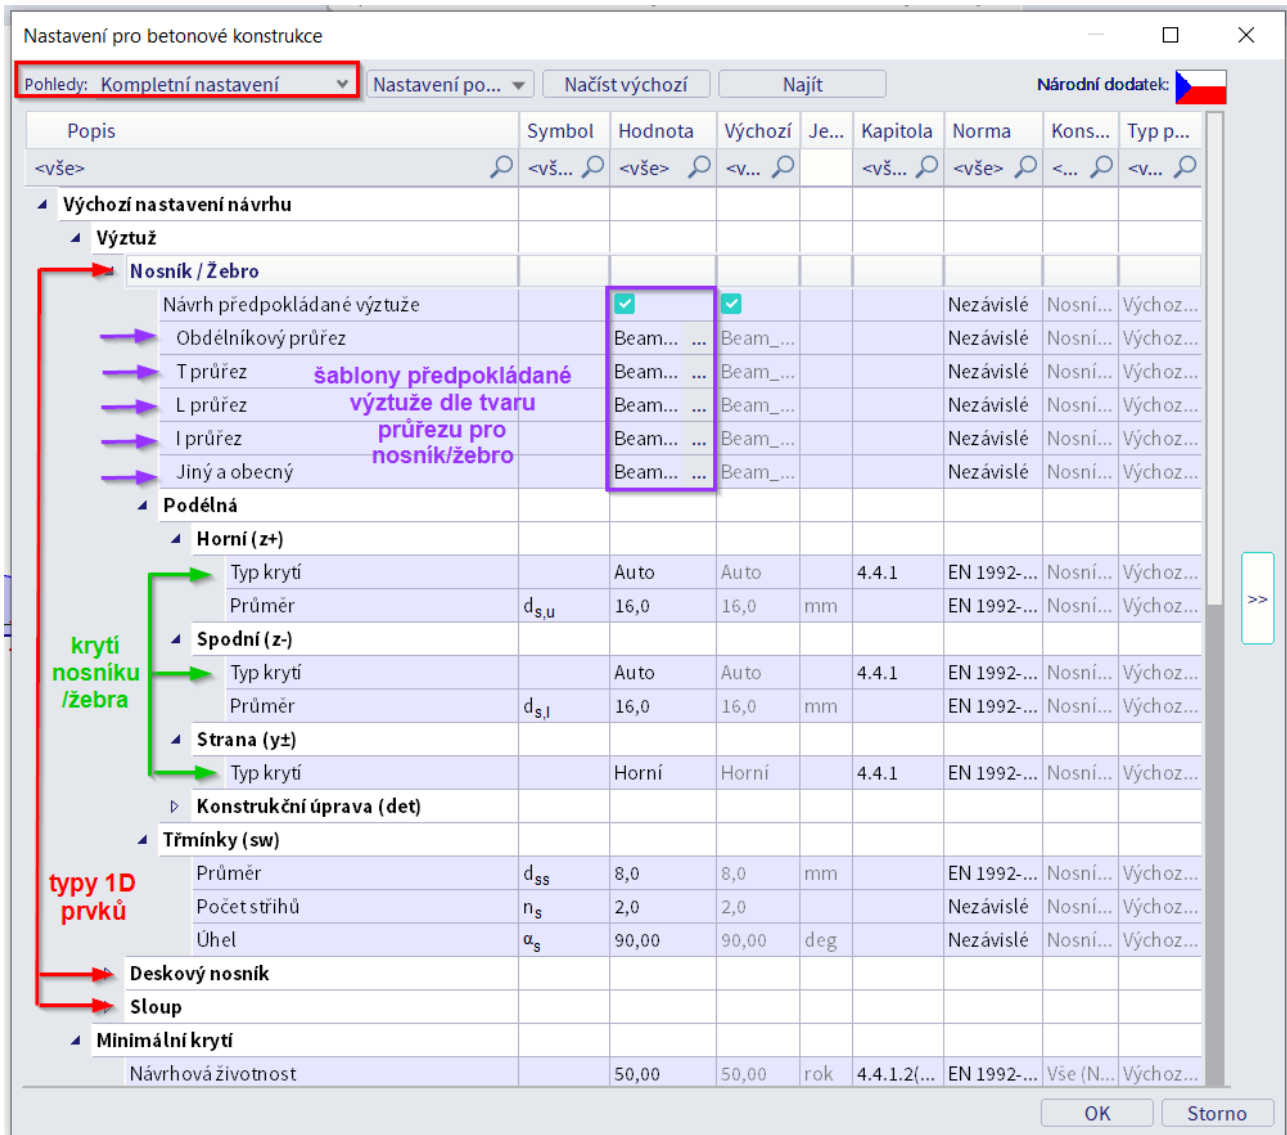 Nastavení pro betonové konstrukce
Pohledy: Kompletní nastavení Nastavení po... Načíst výchozí Najít Národní dodatek:
Popis Symbol Hodnota Výchozí Je... Kapitola Norma Kons... Typ p...
<vše> <vš... <vše> <v... <vš... <vše> <... <v...
Výchozí nastavení návrhu
Výztuž
Nosník / Žebro
Návrh předpokládané výztuže Nezávislé Nosní... Výchoz...
Obdélníkový průřez Beam... ... Beam_... Nezávislé Nosní... Výchoz...
T průřez Beam... ... Beam_... Nezávislé Nosní... Výchoz...
L průřez Beam... ... Beam_... Nezávislé Nosní... Výchoz...
I průřez Beam... ... Beam_... Nezávislé Nosní... Výchoz...
Jiný a obecný Beam... ... Beam_... Nezávislé Nosní... Výchoz...
šablony předpokládané
výztuže dle tvaru
průřezu pro
nosník/žebro
Podélná
Horní (z+)
Typ krytí Auto Auto 4.4.1 EN 1992-... Nosní... Výchoz...
Průměr ds,u 16,0 16,0 mm EN 1992-... Nosní... Výchoz...
Spodní (z-)
Typ krytí Auto Auto 4.4.1 EN 1992-... Nosní... Výchoz...
Průměr ds,l 16,0 16,0 mm EN 1992-... Nosní... Výchoz...
Strana (y±)
Typ krytí Horní Horní 4.4.1 EN 1992-... Nosní... Výchoz...
krytí
nosníku
/žebra
Konstrukční úprava (det)
Třmínky (sw)
Průměr dss 8,0 8,0 mm EN 1992-... Nosní... Výchoz...
Počet střihů ns 2,0 2,0 Nezávislé Nosní... Výchoz...
Úhel αs 90,00 90,00 deg Nezávislé Nosní... Výchoz...
typy 1D
prvků
Deskový nosník
Sloup
Minimální krytí
Návrhová životnost 50,00 50,00 rok 4.4.1.2(... EN 1992-... Vše (N... Výchoz...
>>
OK Storno